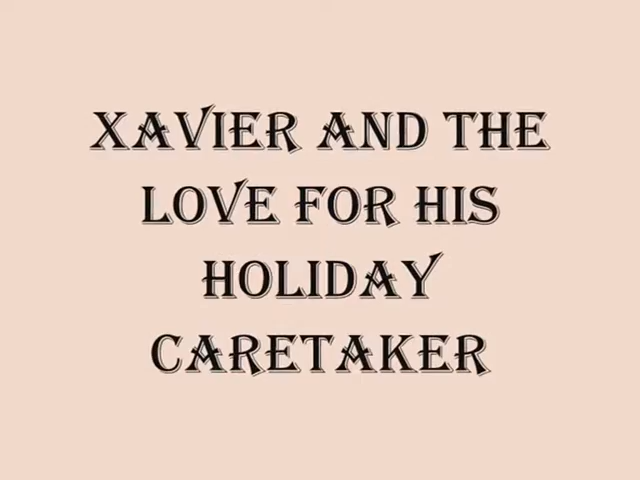 XAVIER AND THE
LOVE FOR HIS
HOLIDAY
CARETAKER